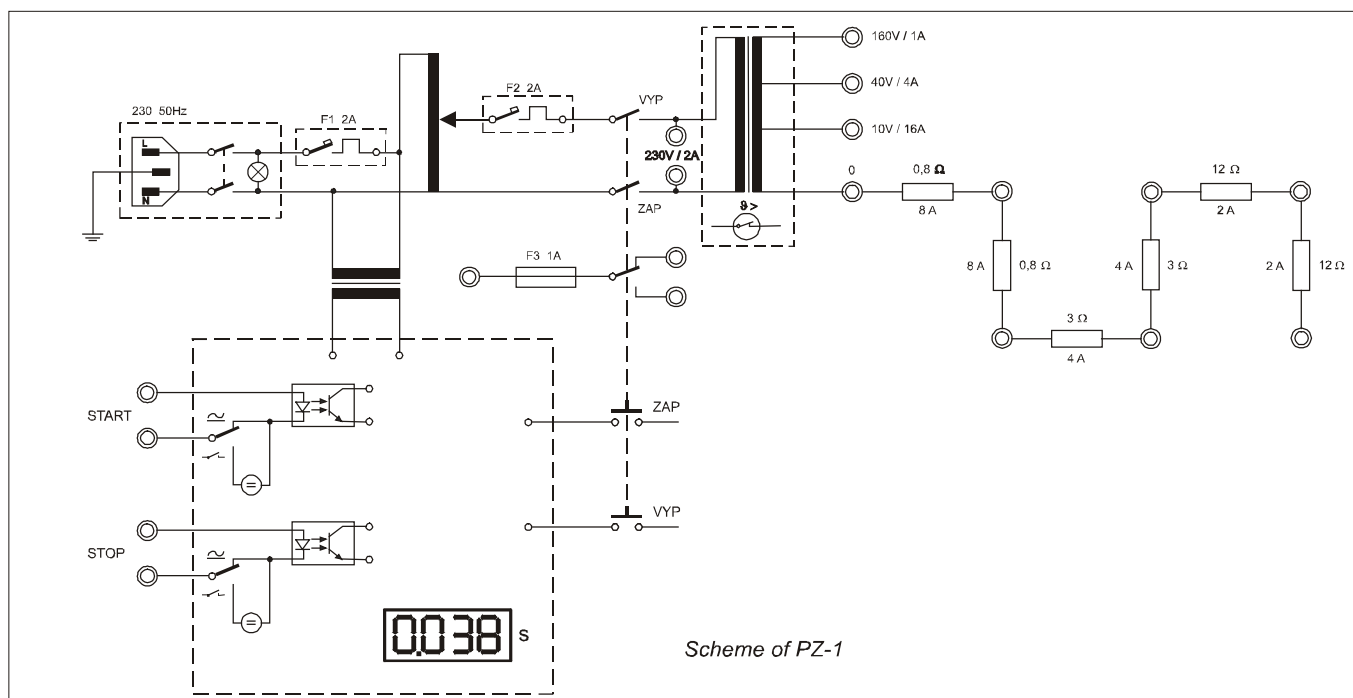 160V / 1A
40V / 4A
10V / 16A
0
230 50Hz
L
N
F1 2A
F2 2A
VYP
230V / 2A
ZAP
ϑ >
F3 1A
0,8 Ω
8 A
8 A
0,8 Ω
3 Ω
4 A
4 A
3 Ω
12 Ω
2 A
2 A
12 Ω
START
ZAP
STOP
VYP
0.038 S
Scheme of PZ-1